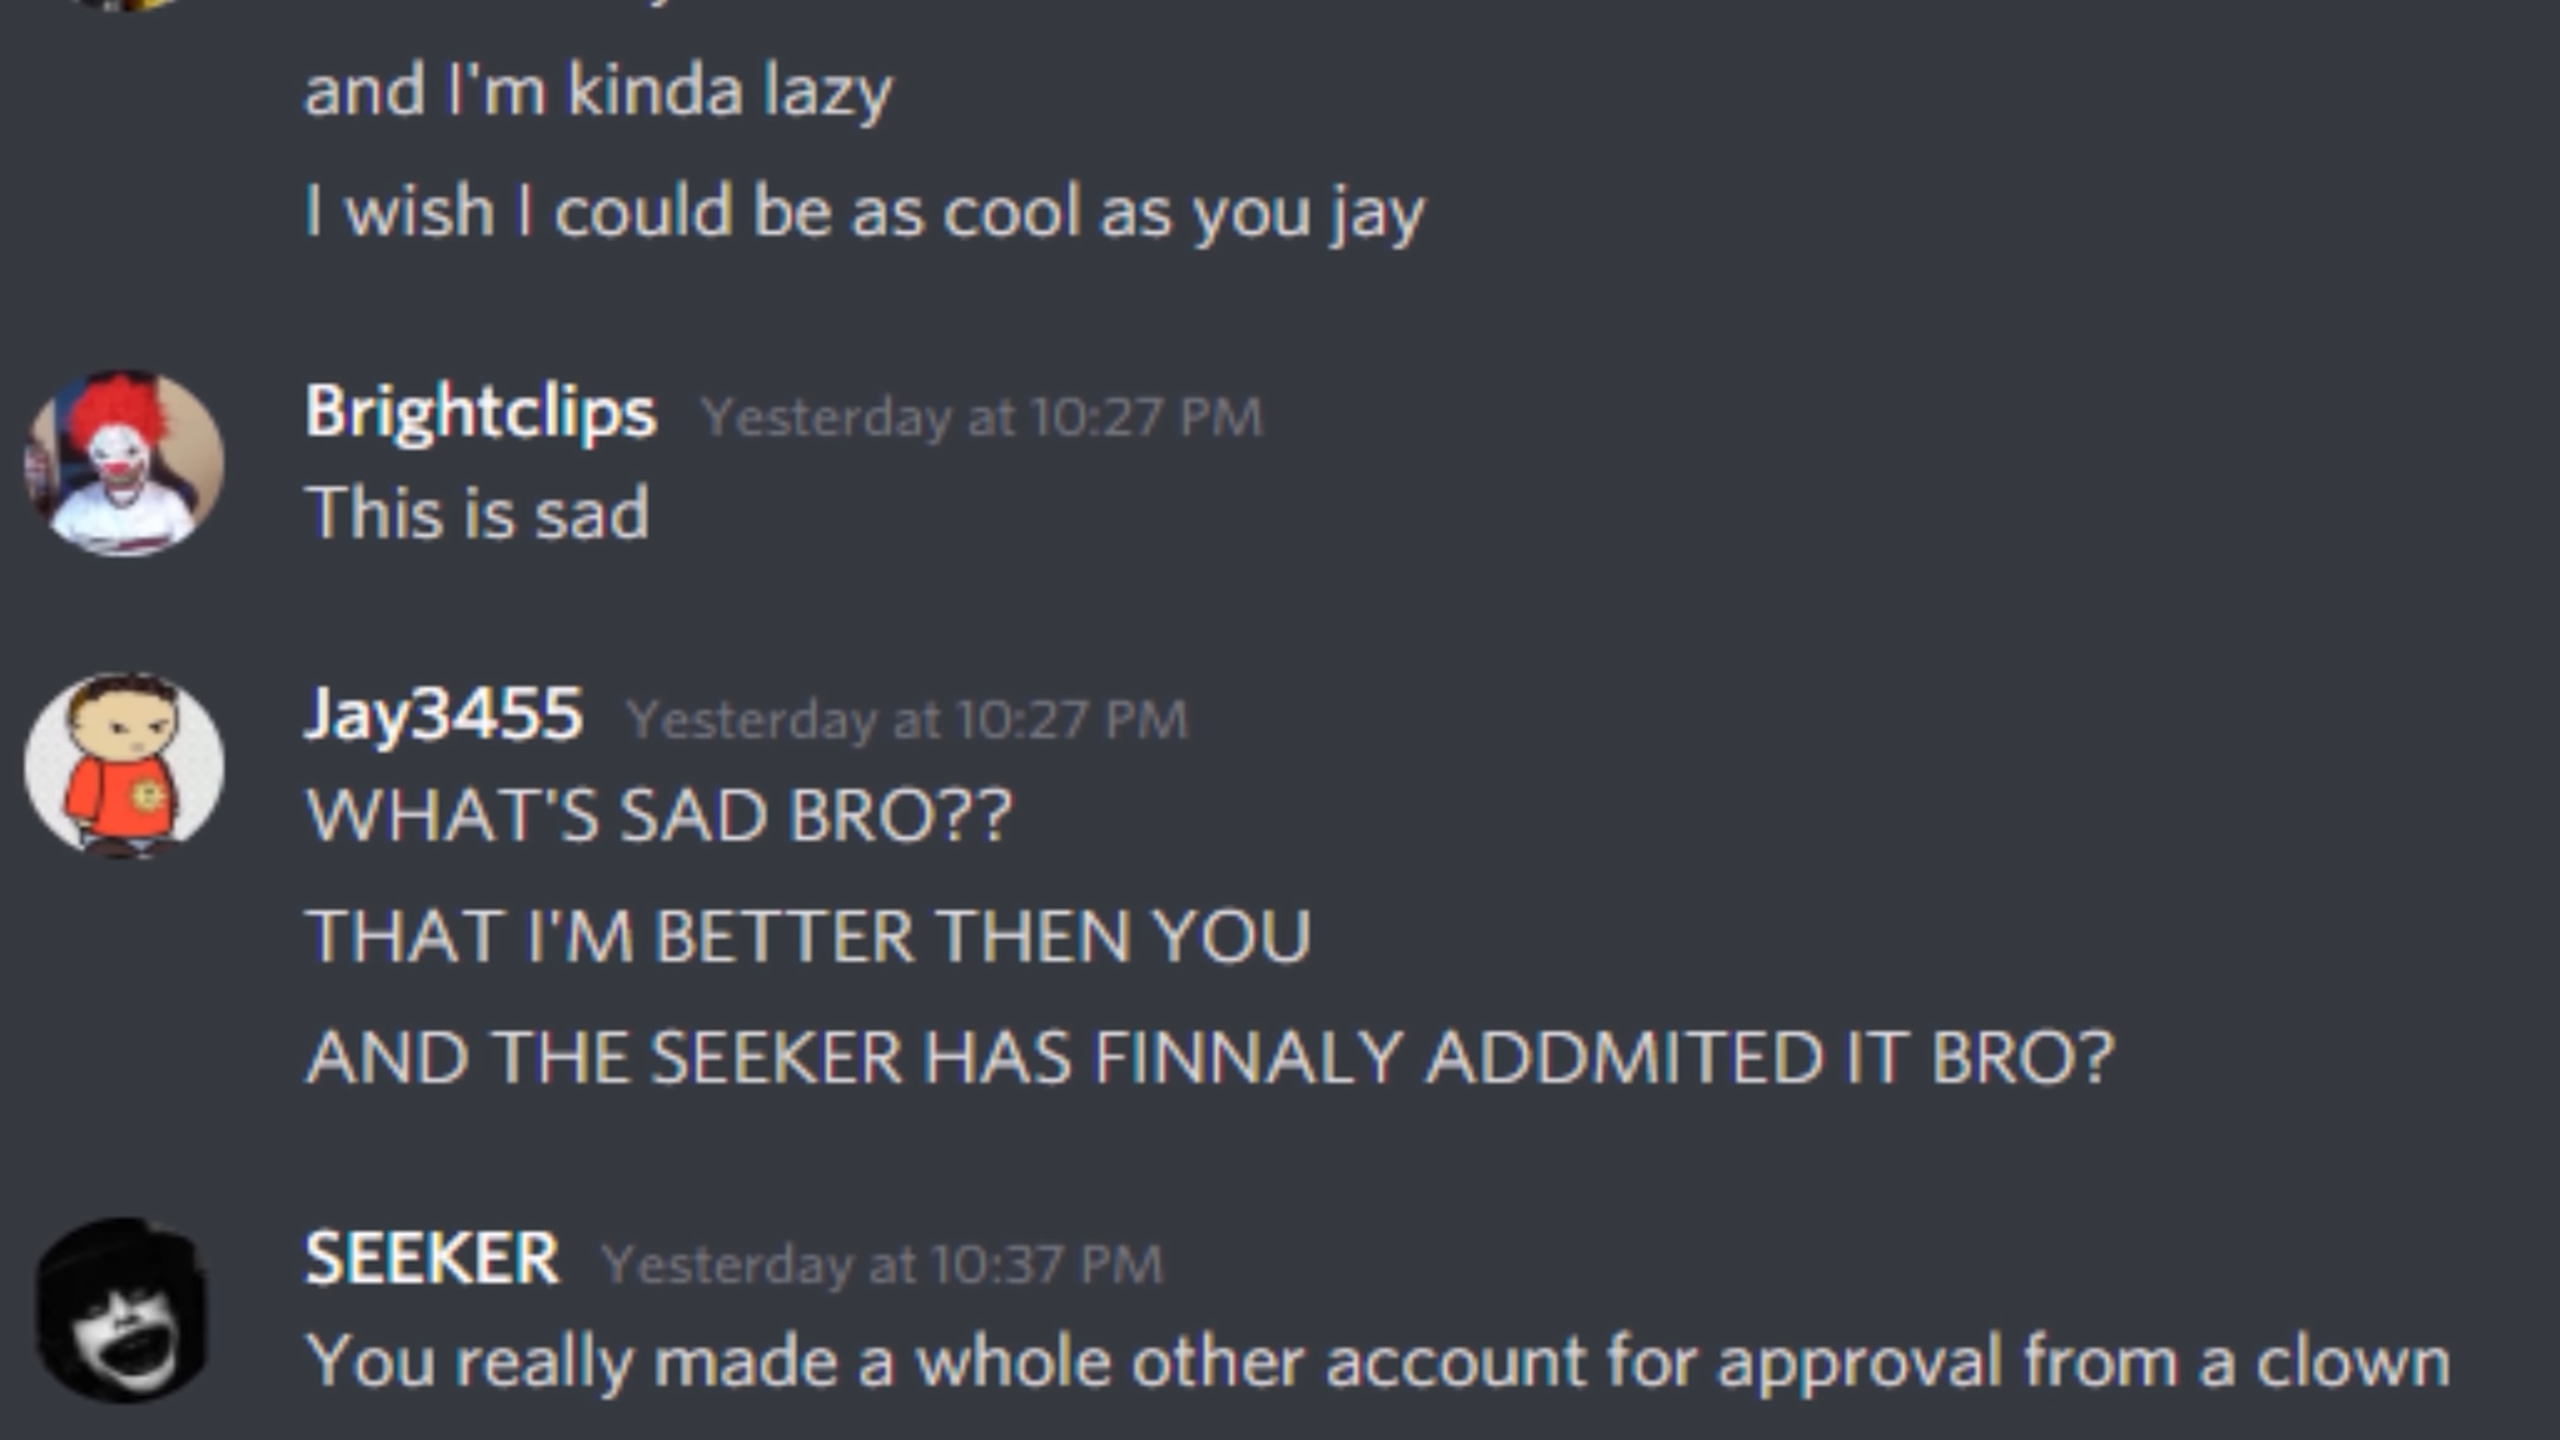 and I'm kinda lazy
I wish I could be as cool as you jay
Brightclips Yesterday at 10:27 PM
This is sad
Jay3455 Yesterday at 10:27 PM
WHAT'S SAD BRO??
THAT I'M BETTER THEN YOU
AND THE SEEKER HAS FINNALY ADDMITED IT BRO?
SEEKER Yesterday at 10:37 PM
You really made a whole other account for approval from a clown